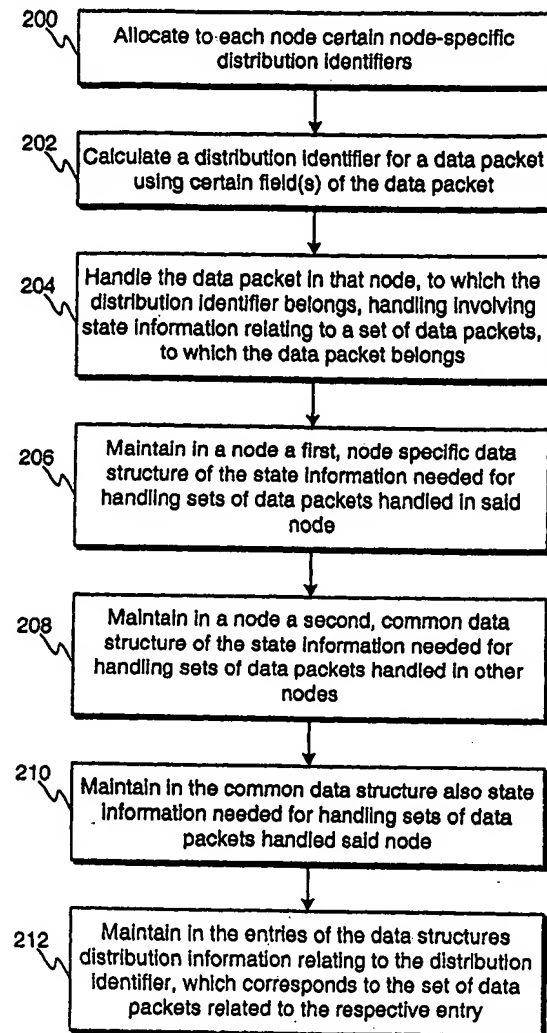 200
Allocate to each node certain node-specific
distribution identifiers
202
Calculate a distribution identifier for a data packet
using certain field(s) of the data packet
204
Handle the data packet in that node, to which the
distribution identifier belongs, handling involving
state information relating to a set of data packets,
to which the data packet belongs
206
Maintain in a node a first, node specific data
structure of the state information needed for
handling sets of data packets handled in said
node
208
Maintain in a node a second, common data
structure of the state information needed for
handling sets of data packets handled in other
nodes
210
Maintain in the common data structure also state
information needed for handling sets of data
packets handled said node
212
Maintain in the entries of the data structures
distribution information relating to the distribution
identifier, which corresponds to the set of data
packets related to the respective entry